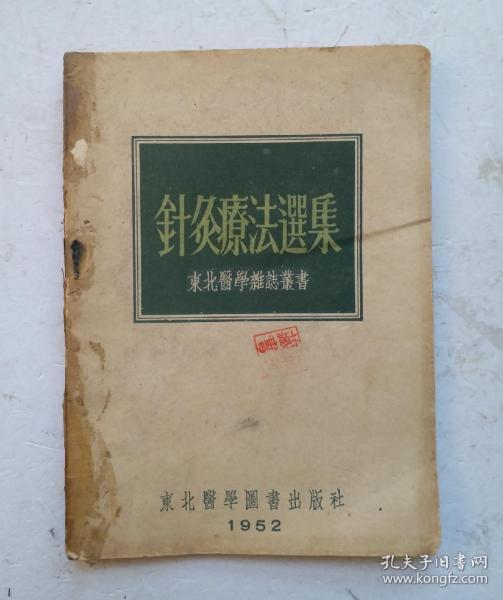 針灸療法選集
東北醫學雜誌叢書
東北醫學圖書出版社
1952
孔夫子旧书网
www.kongfz.com